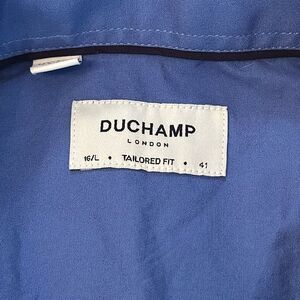 DUCHAMP
LONDON
16/L • TAILORED FIT • 41